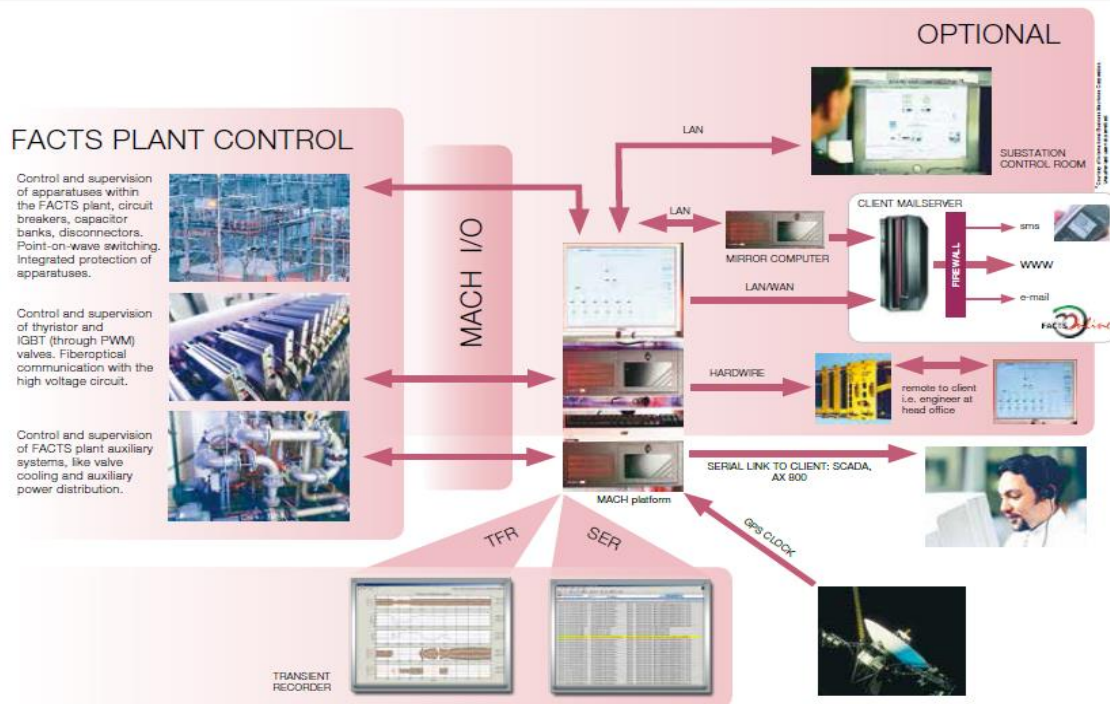 OPTIONAL
LAN
SUBSTATION
CONTROL ROOM
FACTS PLANT CONTROL
Control and supervision
of apparatuses within
the FACTS plant, circuit
breakers, capacitor
banks, disconnectors.
Point-on-wave switching.
Integrated protection of
apparatuses.
Control and supervision
of thyristor and
IGBT (through PWM)
valves. Fiberoptical
communication with the
high voltage circuit.
Control and supervision
of FACTS plant auxiliary
systems, like valve
cooling and auxiliary
power distribution.
MACH I/O
LAN
MIRROR COMPUTER
CLIENT MAILSERVER
FIREWALL
sms
WWW
e-mail
FACTS Online
LAN/WAN
HARDWIRE
remote to client
i.e. engineer at
head office
SERIAL LINK TO CLIENT: SCADA,
AX 800
MACH platform
GPS CLOCK
TFR
SER
TRANSIENT
RECORDER